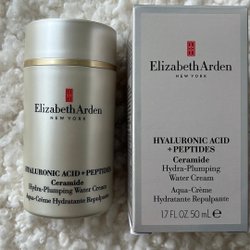 Elizabeth Arden
NEW YORK
HYALURONIC ACID + PEPTIDES
Ceramide
Hydra-Plumping Water Cream
Aqua-Crème
Hydratante Repulpante
Elizabeth Arden
NEW YORK
HYALURONIC ACID
+ PEPTIDES
Ceramide
Hydra-Plumping
Water Cream
Aqua-Crème
Hydratante Repulpante
1.7 FL.OZ 50 mL ℮